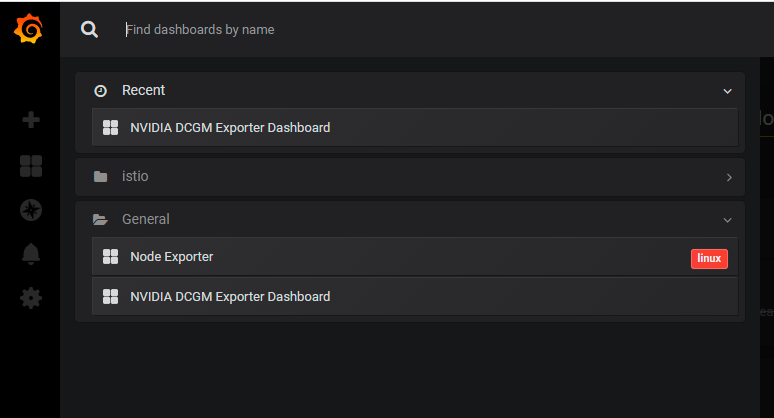 Find dashboards by name
Recent
NVIDIA DCGM Exporter Dashboard
istio
General
Node Exporter
linux
NVIDIA DCGM Exporter Dashboard